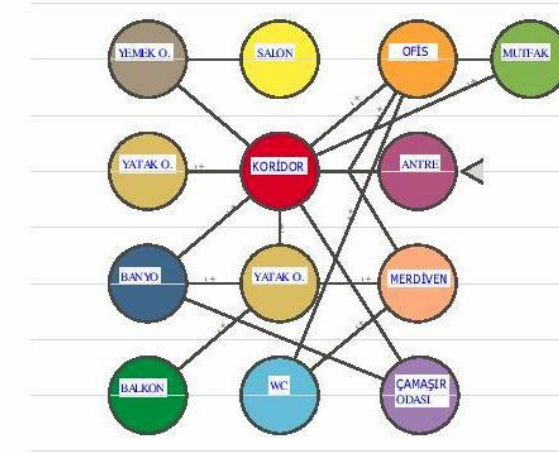 YEMEK O.
SALON
OFİS
MUTFAK
YATAK O.
KORİDOR
ANTRE
BANYO
YATAK O.
MERDİVEN
BALKON
WC
ÇAMAŞIR
ODASI